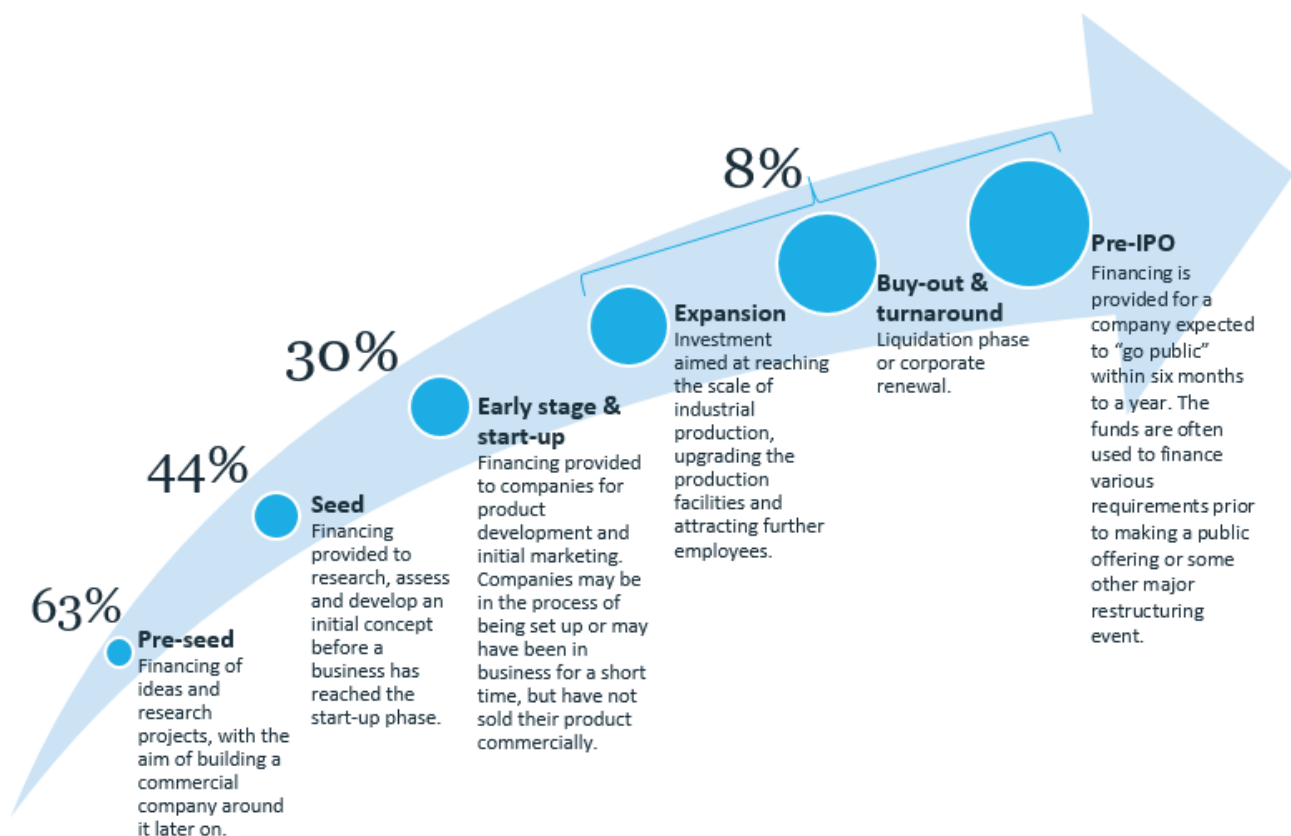 63%
Pre-seed
Financing of
ideas and
research
projects, with the
aim of building a
commercial
company around
it later on.
44%
Seed
Financing
provided to
research, assess
and develop an
initial concept
before a
business has
reached the
start-up phase.
30%
Early stage &
start-up
Financing provided
to companies for
product
development and
initial marketing.
Companies may be
in the process of
being set up or may
have been in
business for a short
time, but have not
sold their product
commercially.
8%
Expansion
Investment
aimed at reaching
the scale of
industrial
production,
upgrading the
production
facilities and
attracting further
employees.
Buy-out &
turnaround
Liquidation phase
or corporate
renewal.
Pre-IPO
Financing is
provided for a
company expected
to “go public”
within six months
to a year. The
funds are often
used to finance
various
requirements prior
to making a public
offering or some
other major
restructuring
event.